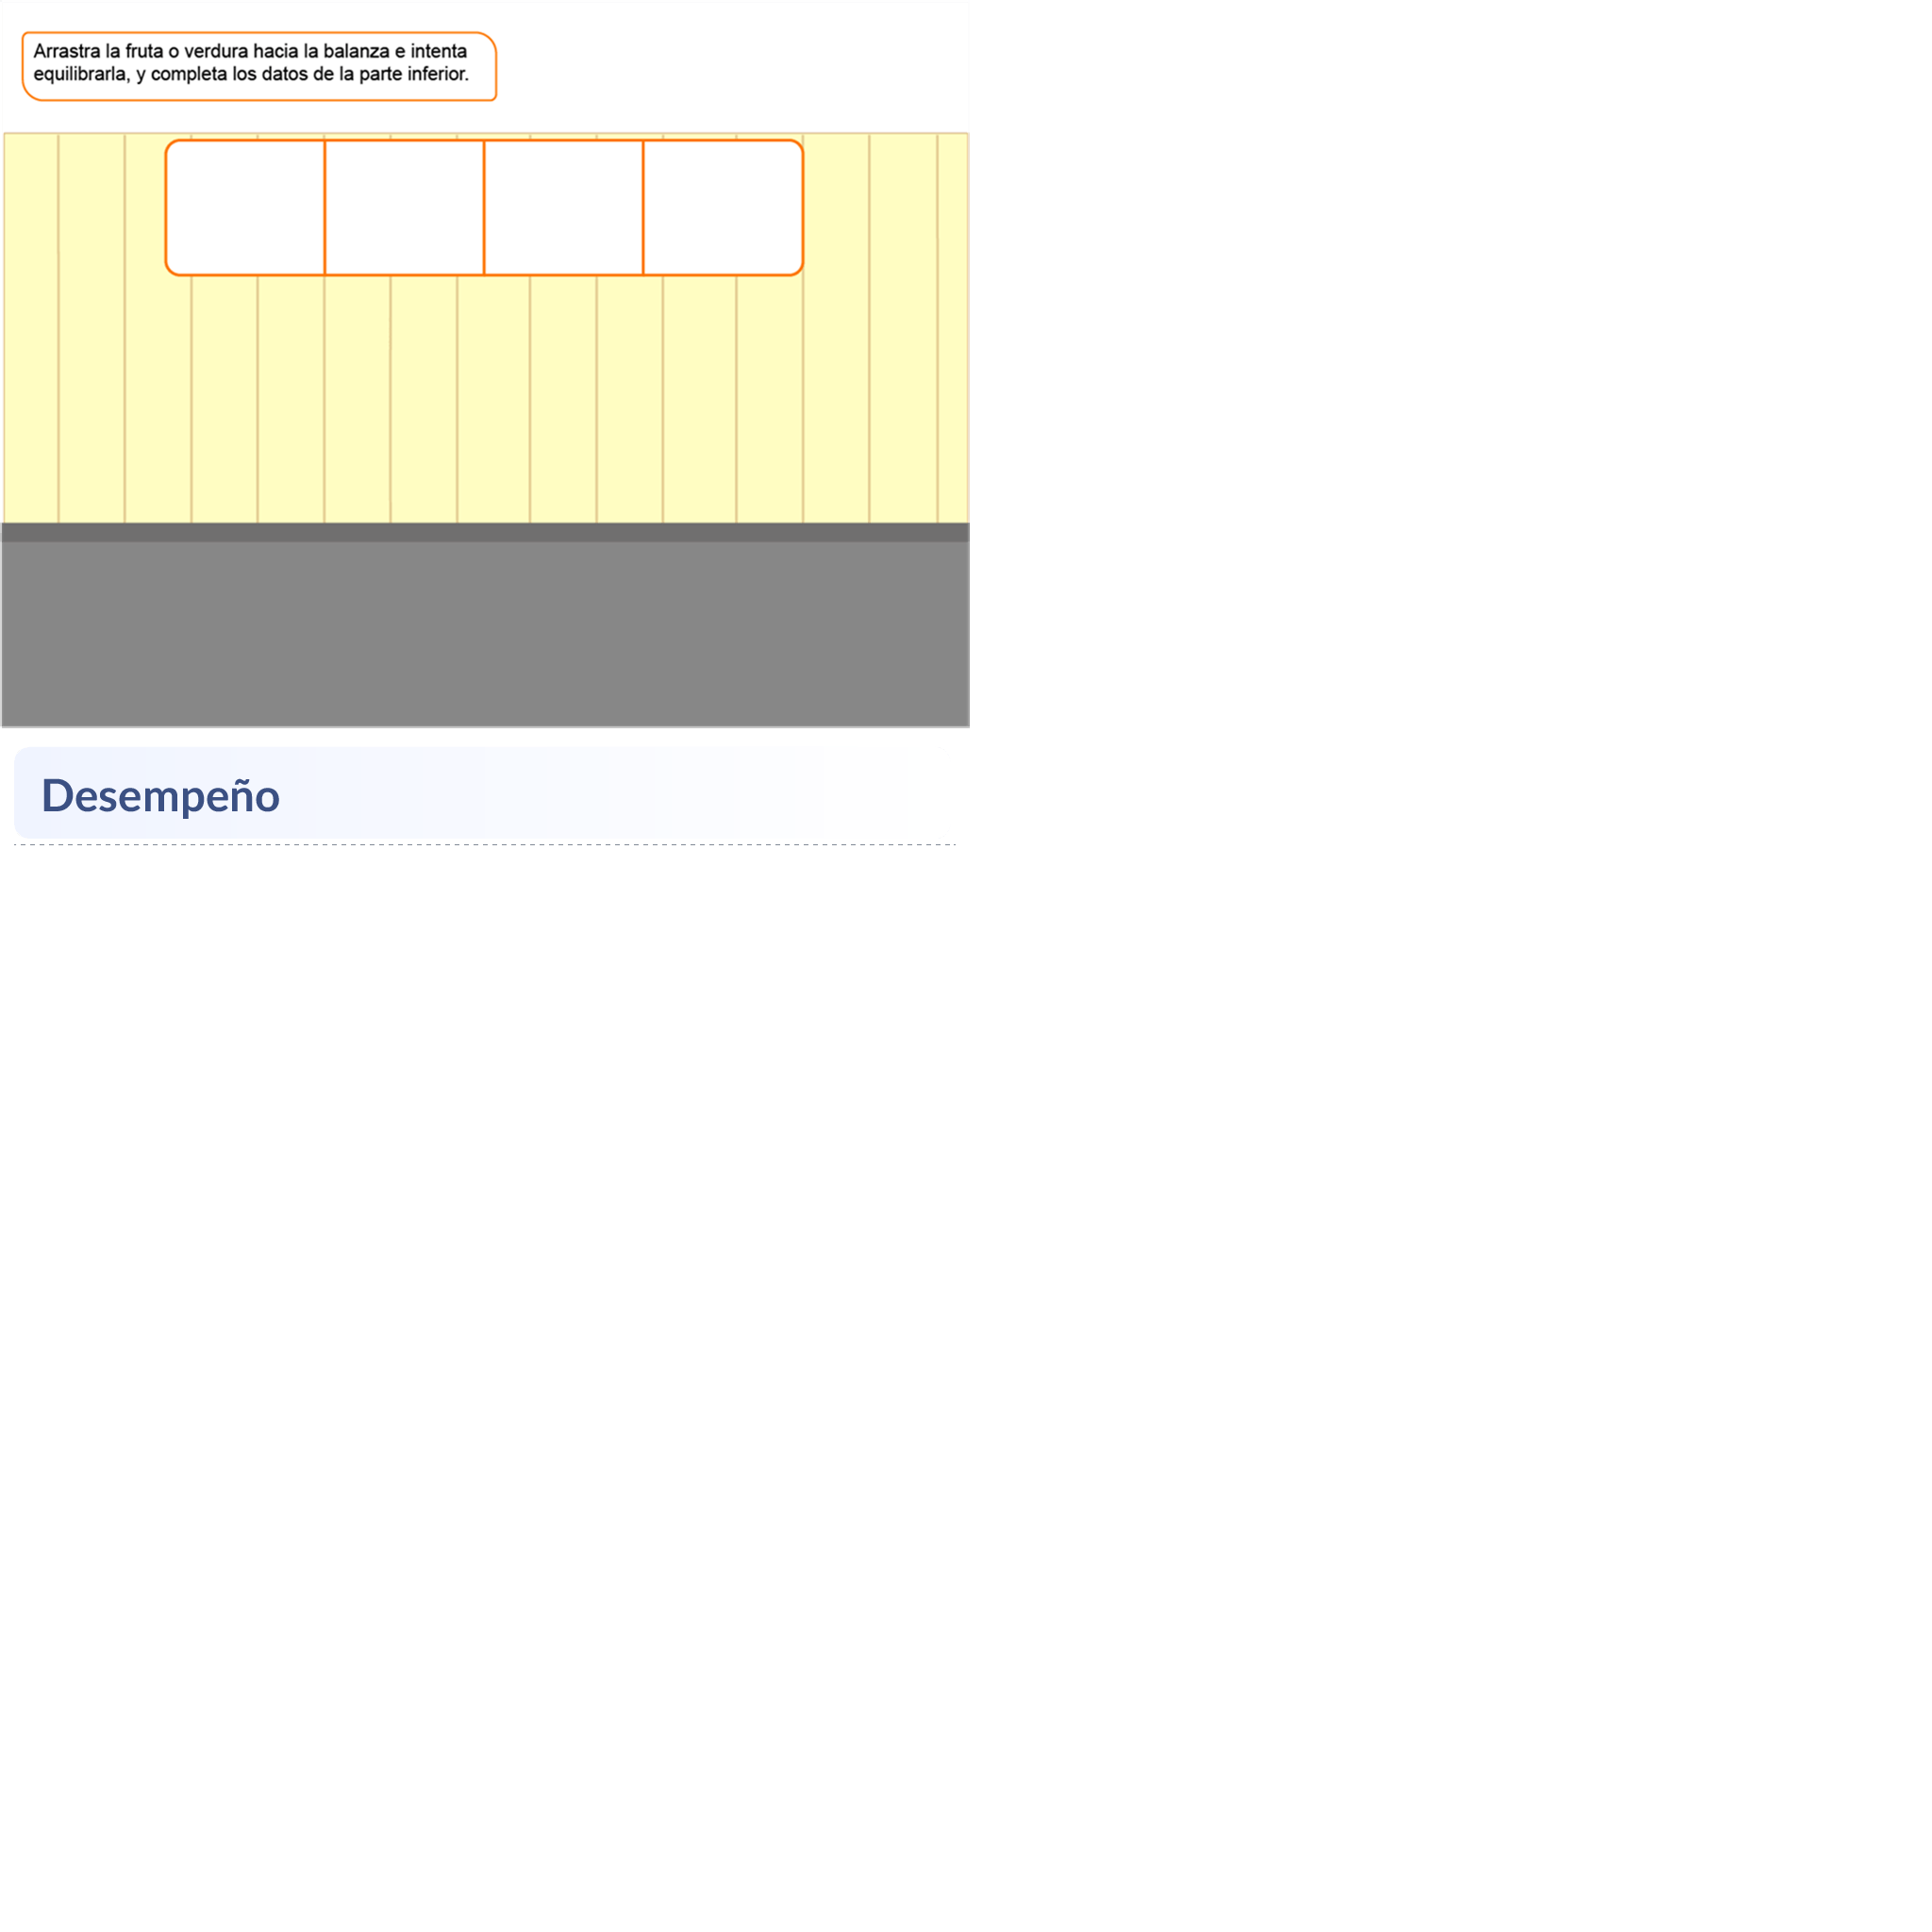 Arrastra la fruta o verdura hacia la balanza e intenta
equilibrarla, y completa los datos de la parte inferior.
Desempeño